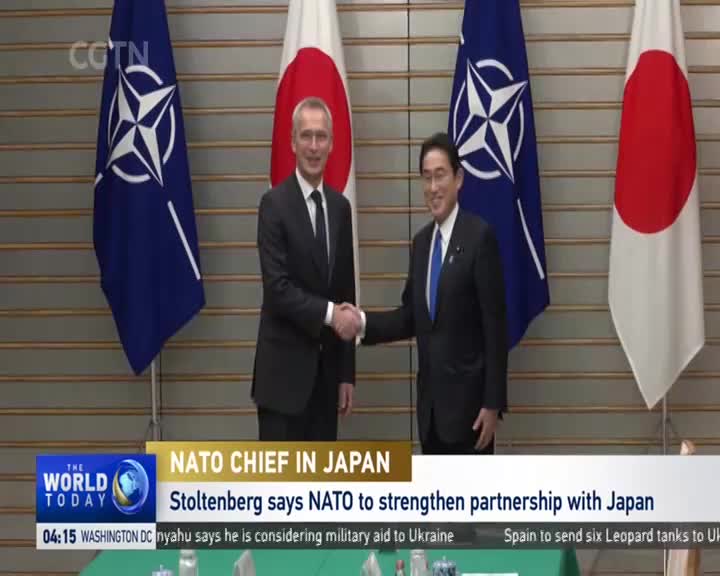 CGTN
NATO CHIEF IN JAPAN
THE
WORLD
TODAY
Stoltenberg says NATO to strengthen partnership with Japan
04:15 WASHINGTON DC
nyahu says he is considering military aid to Ukraine Spain to send six Leopard tanks to Uk